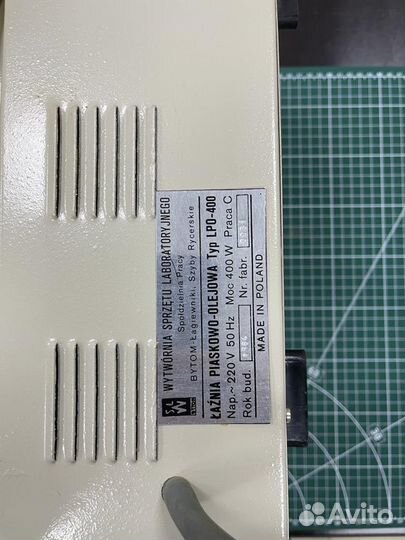 WYTWÓRNIA SPRZĘTU LABORATORYJNEGO
Spółdzielnia Pracy
BYTOM-Łagiewniki, Szyby Rycerskie
ŁAŹNIA PIASKOWO-OLEJOWA Typ LPO-400
Nap. ~ 220 V 50 Hz Moc 400 W Praca C
Rok bud. Nr. fabr.
MADE IN POLAND
Avito